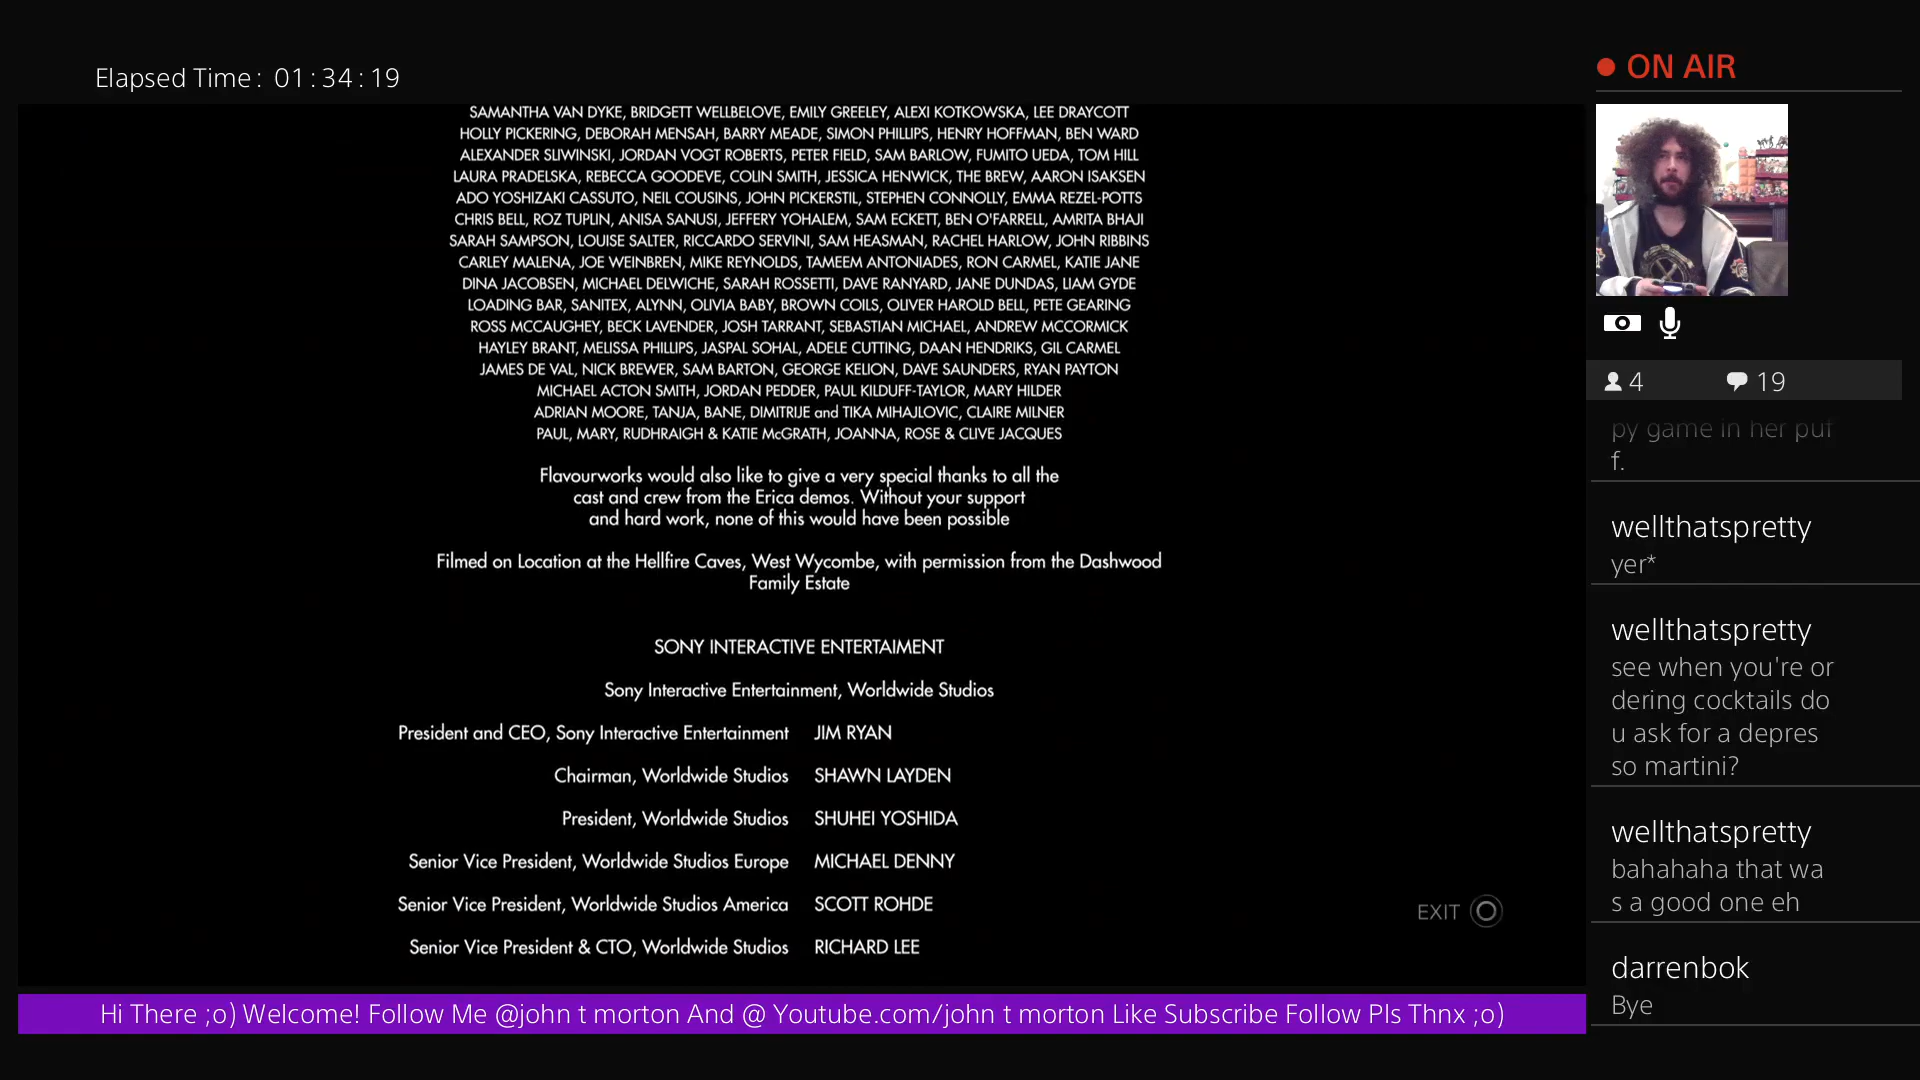 Elapsed Time: 01:34:19
SAMANTHA VAN DYKE, BRIDGETT WELLBELOVE, EMILY GREELEY, ALEXI KOTKOWSKA, LEE DRAYCOTT
HOLLY PICKERING, DEBORAH MENSAH, BARRY MEADE, SIMON PHILLIPS, HENRY HOFFMAN, BEN WARD
ALEXANDER SLIWINSKI, JORDAN VOGT ROBERTS, PETER FIELD, SAM BARLOW, FUMITO UEDA, TOM HILL
LAURA PRADELSKA, REBECCA GOODEVE, COLIN SMITH, JESSICA HENWICK, THE BREW, AARON ISAKSEN
ADO YOSHIZAKI CASSUTO, NEIL COUSINS, JOHN PICKERSTIL, STEPHEN CONNOLLY, EMMA REZEL-POTTS
CHRIS BELL, ROZ TUPLIN, ANISA SANUSI, JEFFERY YOHALEM, SAM ECKETT, BEN O'FARRELL, AMRITA BHAJI
SARAH SAMPSON, LOUISE SALTER, RICCARDO SERVINI, SAM HEASMAN, RACHEL HARLOW, JOHN RIBBINS
CARLEY MALENA, JOE WEINBREN, MIKE REYNOLDS, TAMEEM ANTONIADES, RON CARMEL, KATIE JANE
DINA JACOBSEN, MICHAEL DELWICHE, SARAH ROSSETTI, DAVE RANYARD, JANE DUNDAS, LIAM GYDE
LOADING BAR, SANITEX, ALYNN, OLIVIA BABY, BROWN COILS, OLIVER HAROLD BELL, PETE GEARING
ROSS MCCAUGHEY, BECK LAVENDER, JOSH TARRANT, SEBASTIAN MICHAEL, ANDREW MCCORMICK
HAYLEY BRANT, MELISSA PHILLIPS, JASPAL SOHAL, ADELE CUTTING, DAAN HENDRIKS, GIL CARMEL
JAMES DE VAL, NICK BREWER, SAM BARTON, GEORGE KELION, DAVE SAUNDERS, RYAN PAYTON
MICHAEL ACTON SMITH, JORDAN PEDDER, PAUL KILDUFF-TAYLOR, MARY HILDER
ADRIAN MOORE, TANJA, BANE, DIMITRIJE and TIKA MIHAJLOVIC, CLAIRE MILNER
PAUL, MARY, RUDHRAIGH & KATIE McGRATH, JOANNA, ROSE & CLIVE JACQUES
Flavourworks would also like to give a very special thanks to all the
cast and crew from the Erica demos. Without your support
and hard work, none of this would have been possible
Filmed on Location at the Hellfire Caves, West Wycombe, with permission from the Dashwood
Family Estate
SONY INTERACTIVE ENTERTAIMENT
Sony Interactive Entertainment, Worldwide Studios
President and CEO, Sony Interactive Entertainment JIM RYAN
Chairman, Worldwide Studios SHAWN LAYDEN
President, Worldwide Studios SHUHEI YOSHIDA
Senior Vice President, Worldwide Studios Europe MICHAEL DENNY
Senior Vice President, Worldwide Studios America SCOTT ROHDE
Senior Vice President & CTO, Worldwide Studios RICHARD LEE
EXIT
Hi There ;o) Welcome! Follow Me @john t morton And @ Youtube.com/john t morton Like Subscribe Follow Pls Thnx ;o)
ON AIR
4 19
py game in her puf
f.
wellthatspretty
yer*
wellthatspretty
see when you're or
dering cocktails do
u ask for a depres
so martini?
wellthatspretty
bahahaha that wa
s a good one eh
darrenbok
Bye